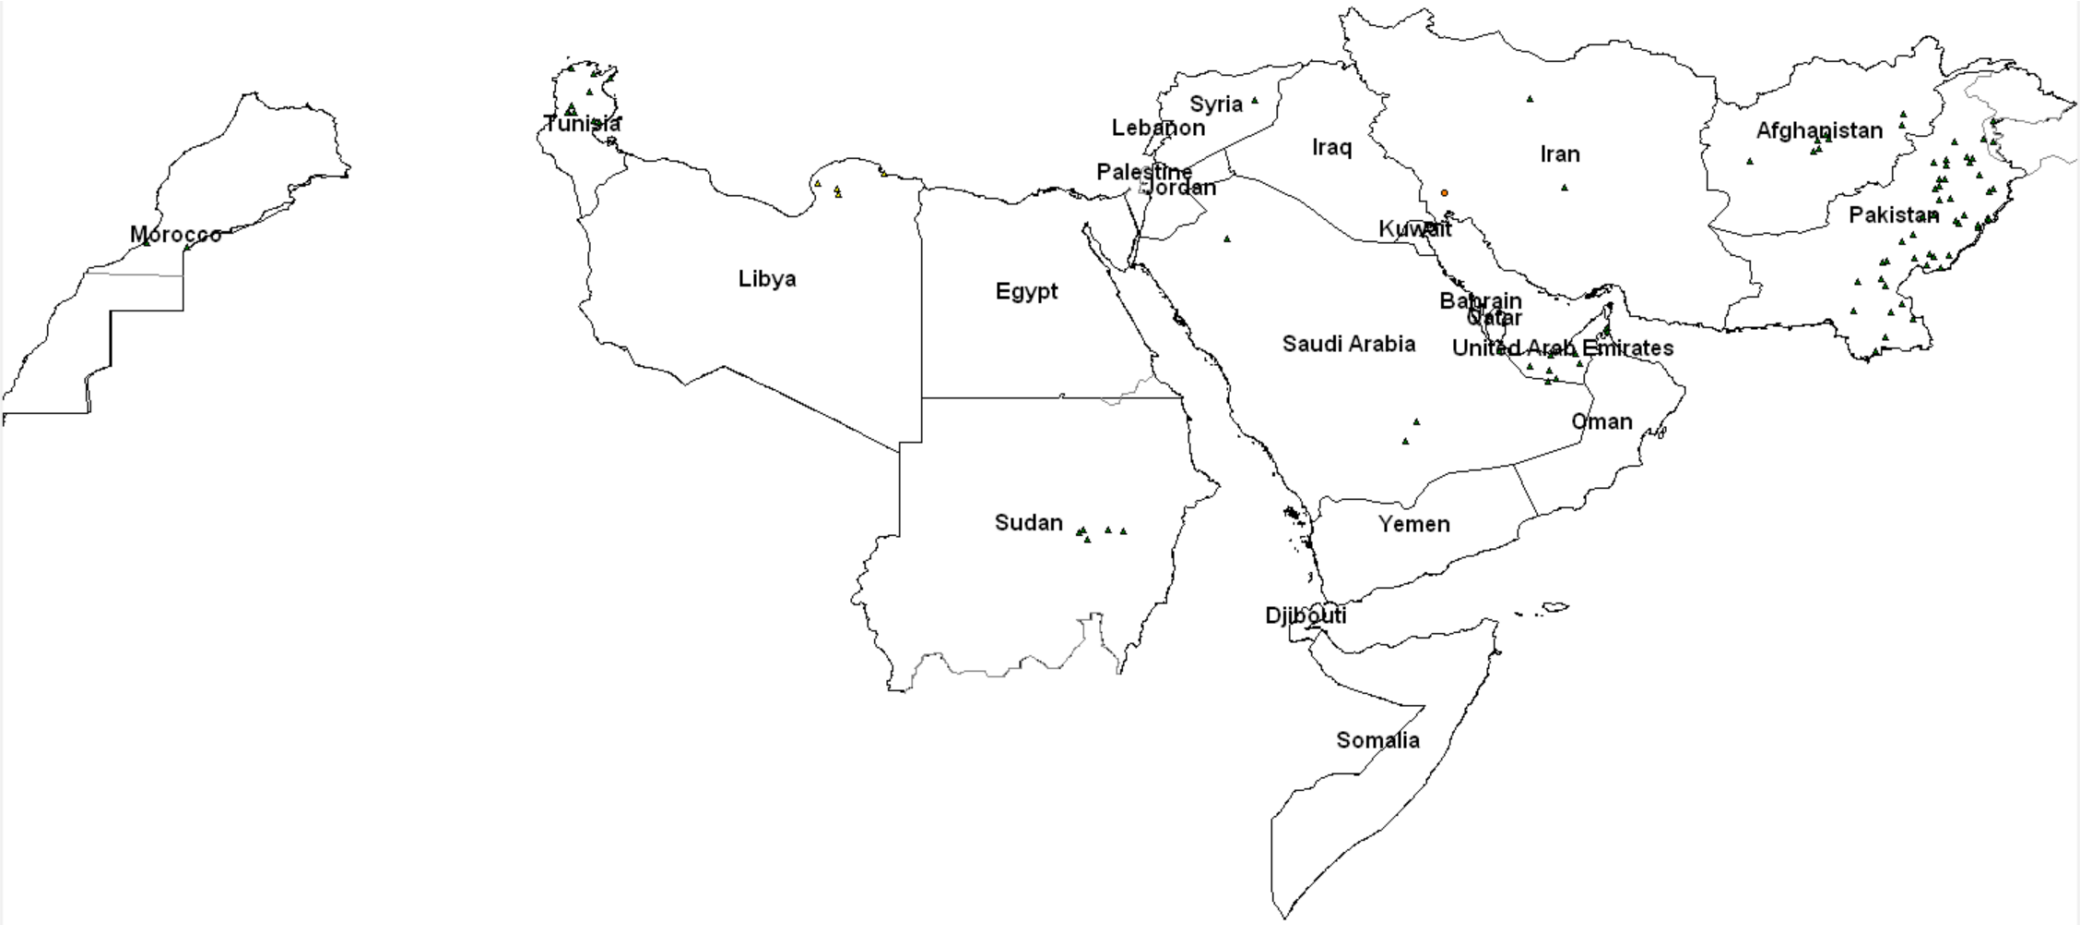 Syria
Tunisia
Lebanon
Afghanistan
Iraq
Iran
Palestine
Jordan
Pakistan
Morocco
Kuwait
Libya
Egypt
Bahrain
Qatar
Saudi Arabia
United Arab Emirates
Oman
Sudan
Yemen
Djibouti
Somalia